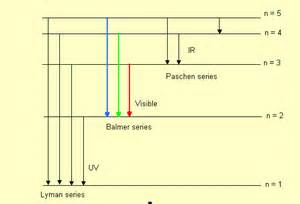 n = 5
n = 4
IR
n = 3
Paschen series
Visible
n = 2
Balmer series
UV
n = 1
Lyman series